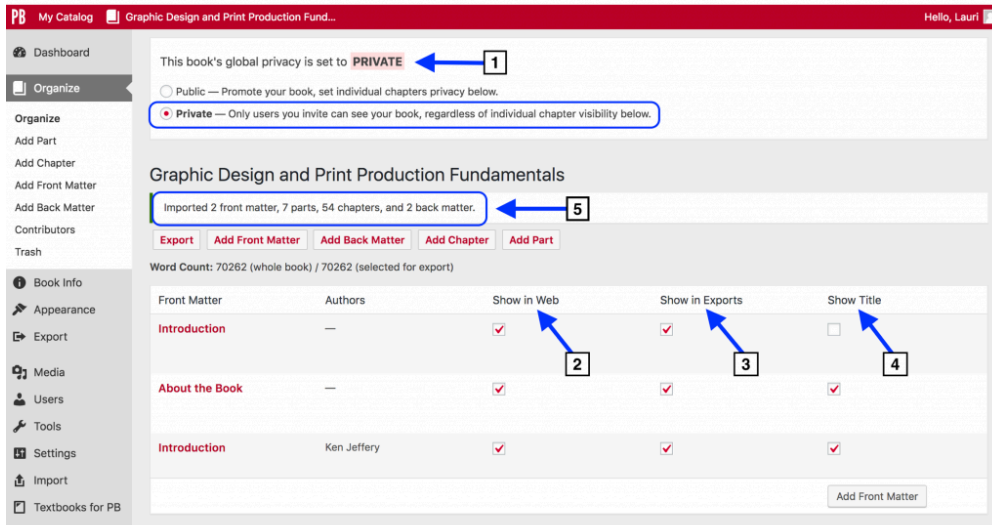 PB My Catalog Graphic Design and Print Production Fund... Hello, Lauri
Dashboard
Organize
Organize
Add Part
Add Chapter
Add Front Matter
Add Back Matter
Contributors
Trash
Book Info
Appearance
Export
Media
Users
Tools
Settings
Import
Textbooks for PB
This book's global privacy is set to PRIVATE 1
Public — Promote your book, set individual chapters privacy below.
Private — Only users you invite can see your book, regardless of individual chapter visibility below.
Graphic Design and Print Production Fundamentals
Imported 2 front matter, 7 parts, 54 chapters, and 2 back matter. 5
Export Add Front Matter Add Back Matter Add Chapter Add Part
Word Count: 70262 (whole book) / 70262 (selected for export)
Front Matter Authors Show in Web Show in Exports Show Title
Introduction —
2 3 4
About the Book —
Introduction Ken Jeffery
Add Front Matter